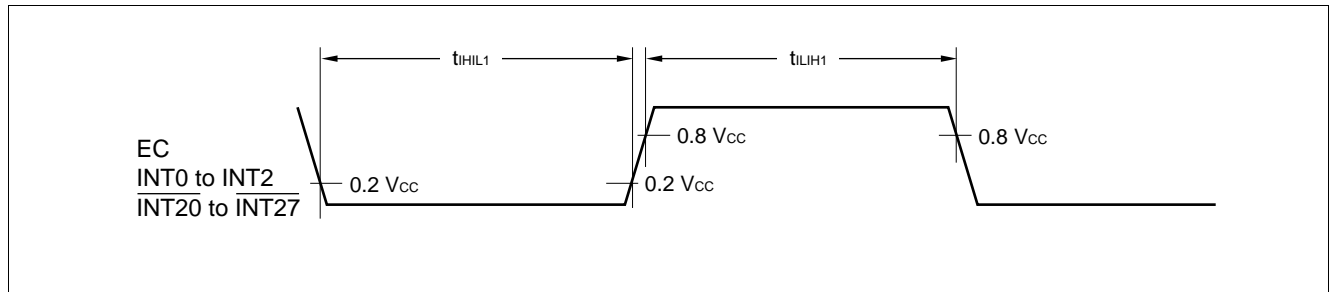 tIHIL1
tILIH1
0.8 VCC
0.8 VCC
EC
INT0 to INT2
0.2 VCC
0.2 VCC
INT20 to INT27